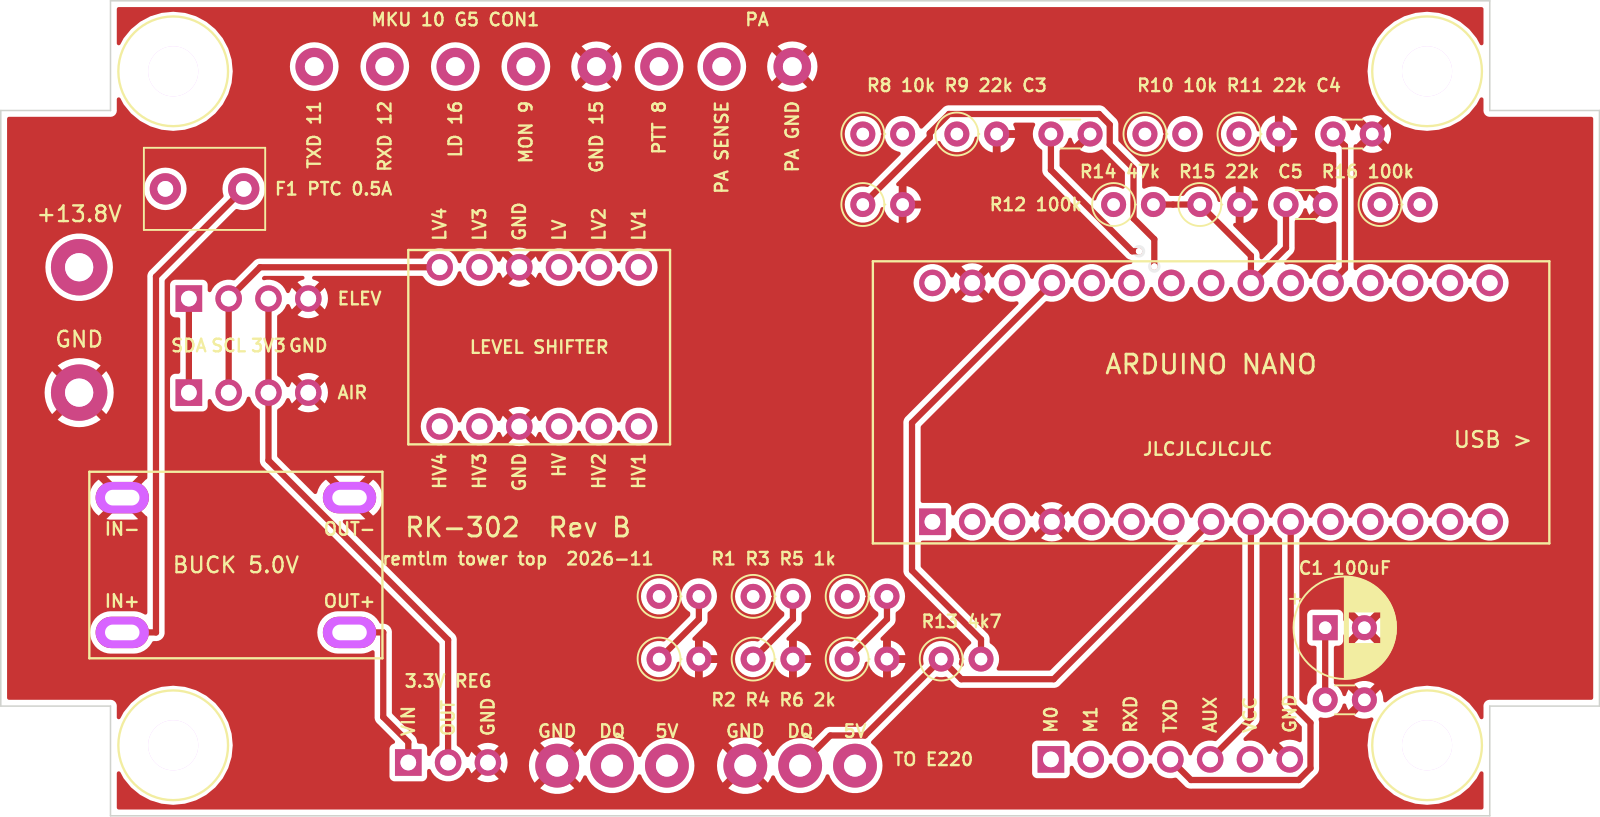 MKU 10 G5 CON1
PA
TXD 11
RXD 12
LD 16
MON 9
GND 15
PTT 8
PA SENSE
PA GND
R8 10k R9 22k C3
R10 10k R11 22k C4
F1 PTC 0.5A
R12 100k
R14 47k
R15 22k
C5
R16 100k
+13.8V
GND
LV4
LV3
GND
LV
LV2
LV1
ELEV
SDA
SCL
3V3
GND
AIR
LEVEL SHIFTER
HV4
HV3
GND
HV
HV2
HV1
ARDUINO NANO
USB >
JLCJLCJLCJLC
IN-
OUT-
BUCK 5.0V
IN+
OUT+
RK-302 Rev B
remtlm tower top 2026-11
R1 R3 R5 1k
R13 4k7
C1 100uF
R2 R4 R6 2k
3.3V REG
VIN
OUT
GND
GND
DQ
5V
GND
DQ
5V
TO E220
M0
M1
RXD
TXD
AUX
VCC
GND